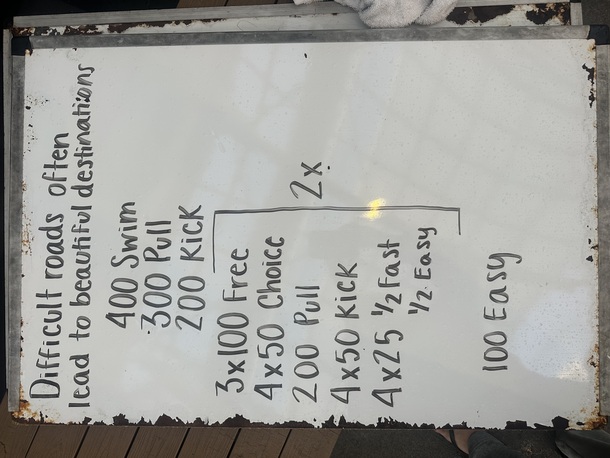 Difficult roads often
lead to beautiful destinations
400 Swim
300 Pull
200 Kick
3x100 Free
4x50 Choice
200 Pull
4x50 Kick
4x25 ½ Fast
½ Easy
2x
100 Easy